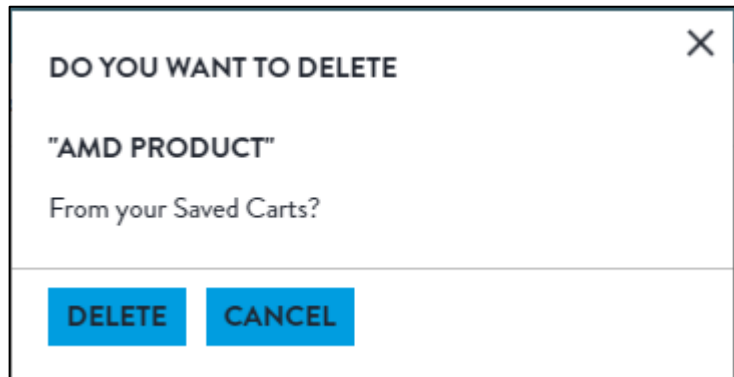 DO YOU WANT TO DELETE
"AMD PRODUCT"
From your Saved Carts?
DELETE CANCEL